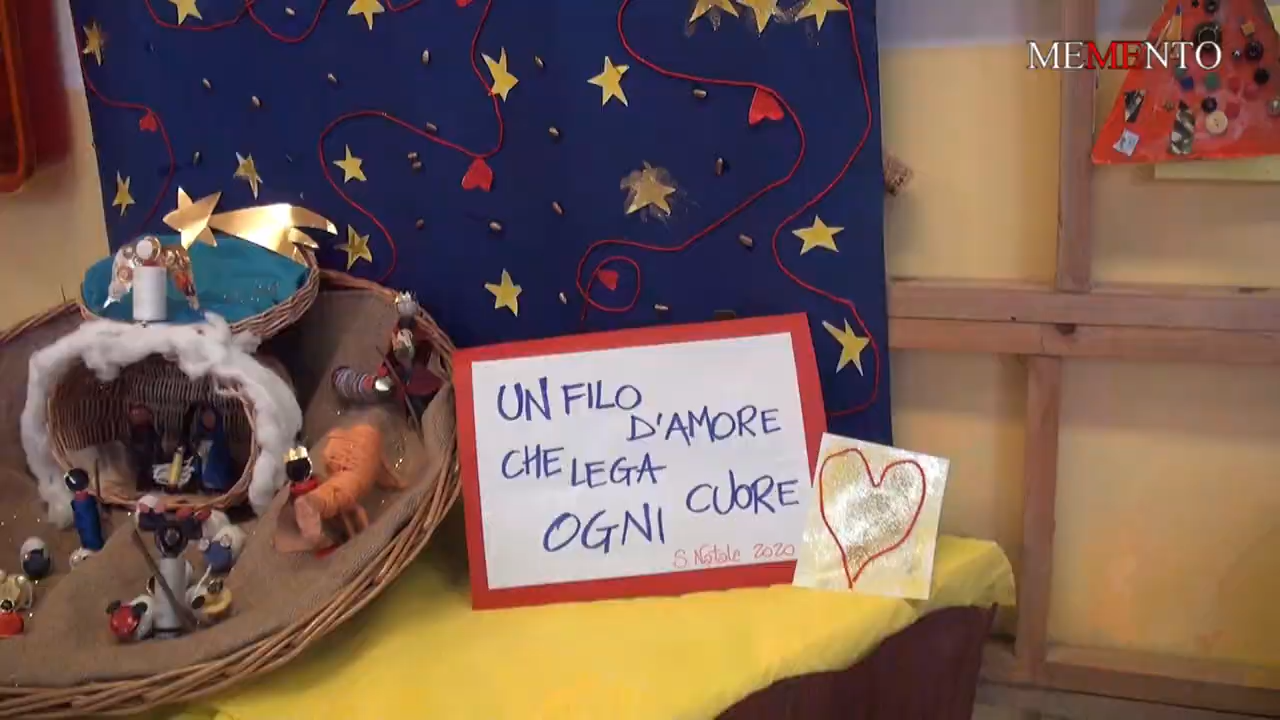 MEMENTO
UN FILO
D'AMORE
CHE LEGA
OGNI CUORE
S. Natale 2020